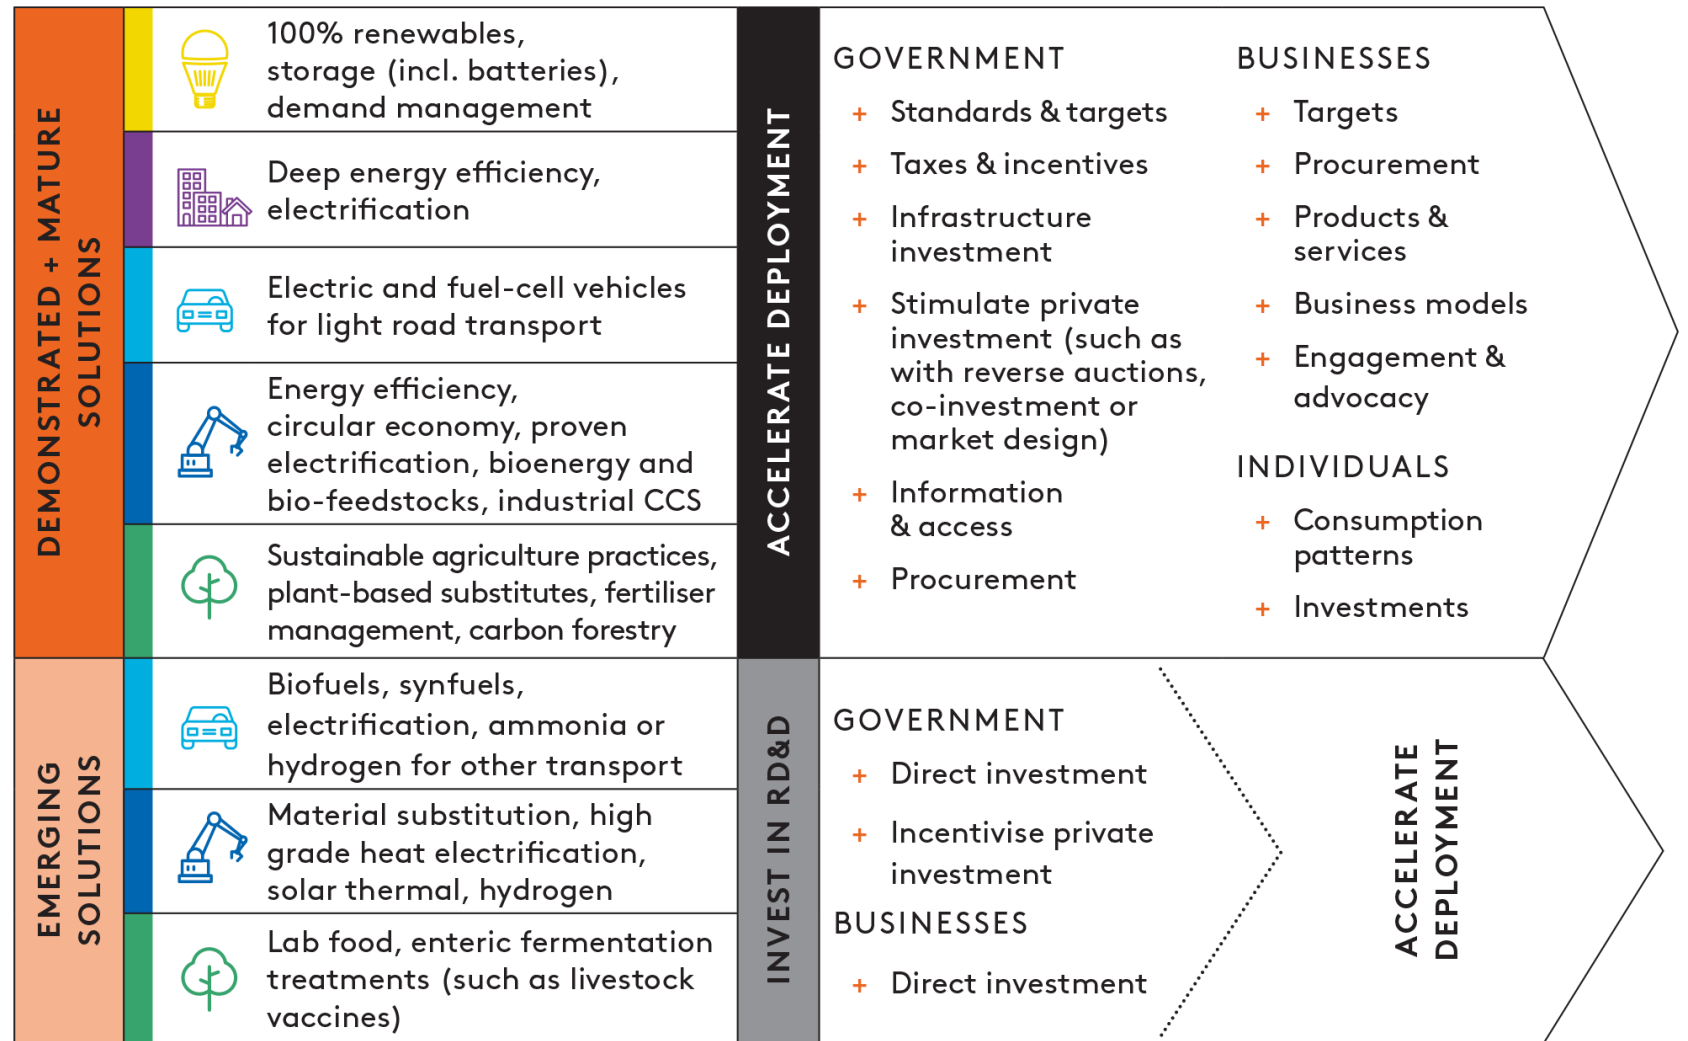 DEMONSTRATED + MATURE
SOLUTIONS
100% renewables,
storage (incl. batteries),
demand management
Deep energy efficiency,
electrification
Electric and fuel-cell vehicles
for light road transport
Energy efficiency,
circular economy, proven
electrification, bioenergy and
bio-feedstocks, industrial CCS
Sustainable agriculture practices,
plant-based substitutes, fertiliser
management, carbon forestry
ACCELERATE DEPLOYMENT
GOVERNMENT
+ Standards & targets
+ Taxes & incentives
+ Infrastructure
investment
+ Stimulate private
investment (such as
with reverse auctions,
co-investment or
market design)
+ Information
& access
+ Procurement
BUSINESSES
+ Targets
+ Procurement
+ Products &
services
+ Business models
+ Engagement &
advocacy
INDIVIDUALS
+ Consumption
patterns
+ Investments
EMERGING
SOLUTIONS
Biofuels, synfuels,
electrification, ammonia or
hydrogen for other transport
Material substitution, high
grade heat electrification,
solar thermal, hydrogen
Lab food, enteric fermentation
treatments (such as livestock
vaccines)
INVEST IN RD&D
GOVERNMENT
+ Direct investment
+ Incentivise private
investment
BUSINESSES
+ Direct investment
ACCELERATE
DEPLOYMENT